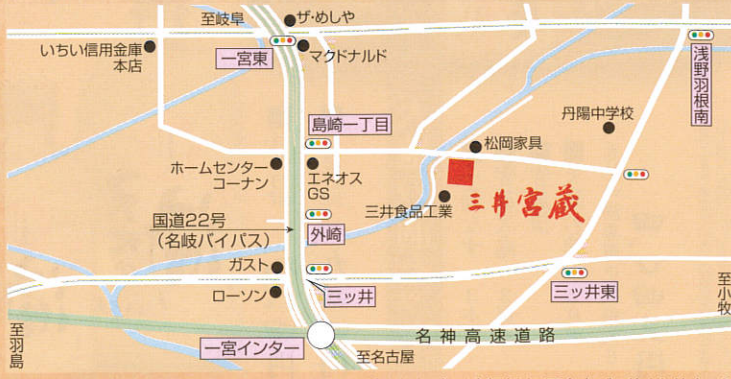 至岐阜
ザ・めしや
いちい信用金庫
本店
一宮東
マクドナルド
浅野羽根南
島崎一丁目
丹陽中学校
松岡家具
ホームセンター
コーナン
エネオス
GS
三井食品工業
三井宮蔵
国道22号
(名岐バイパス)
外崎
ガスト
ローソン
三ッ井
三ッ井東
至小牧
至羽島
一宮インター
名神高速道路
至名古屋